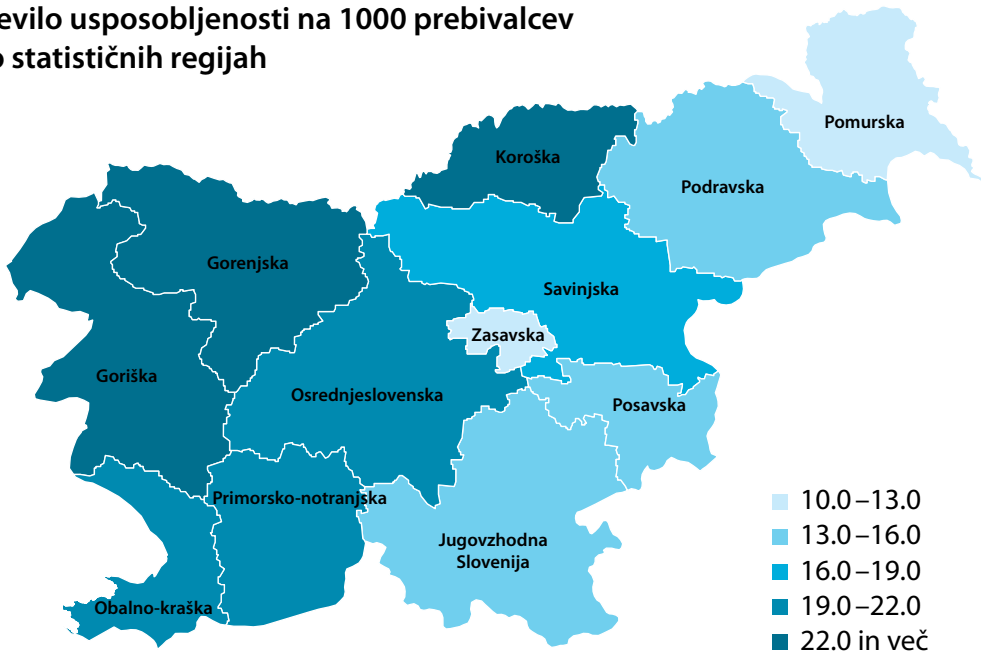 evilo usposobljenosti na 1000 prebivalcev
o statističnih regijah
Pomurska
Koroška
Podravska
Gorenjska
Savinjska
Zasavska
Goriška
Osrednjeslovenska
Posavska
Primorsko-notranjska
Jugovzhodna
Slovenija
Obalno-kraška
10.0–13.0
13.0–16.0
16.0–19.0
19.0–22.0
22.0 in več